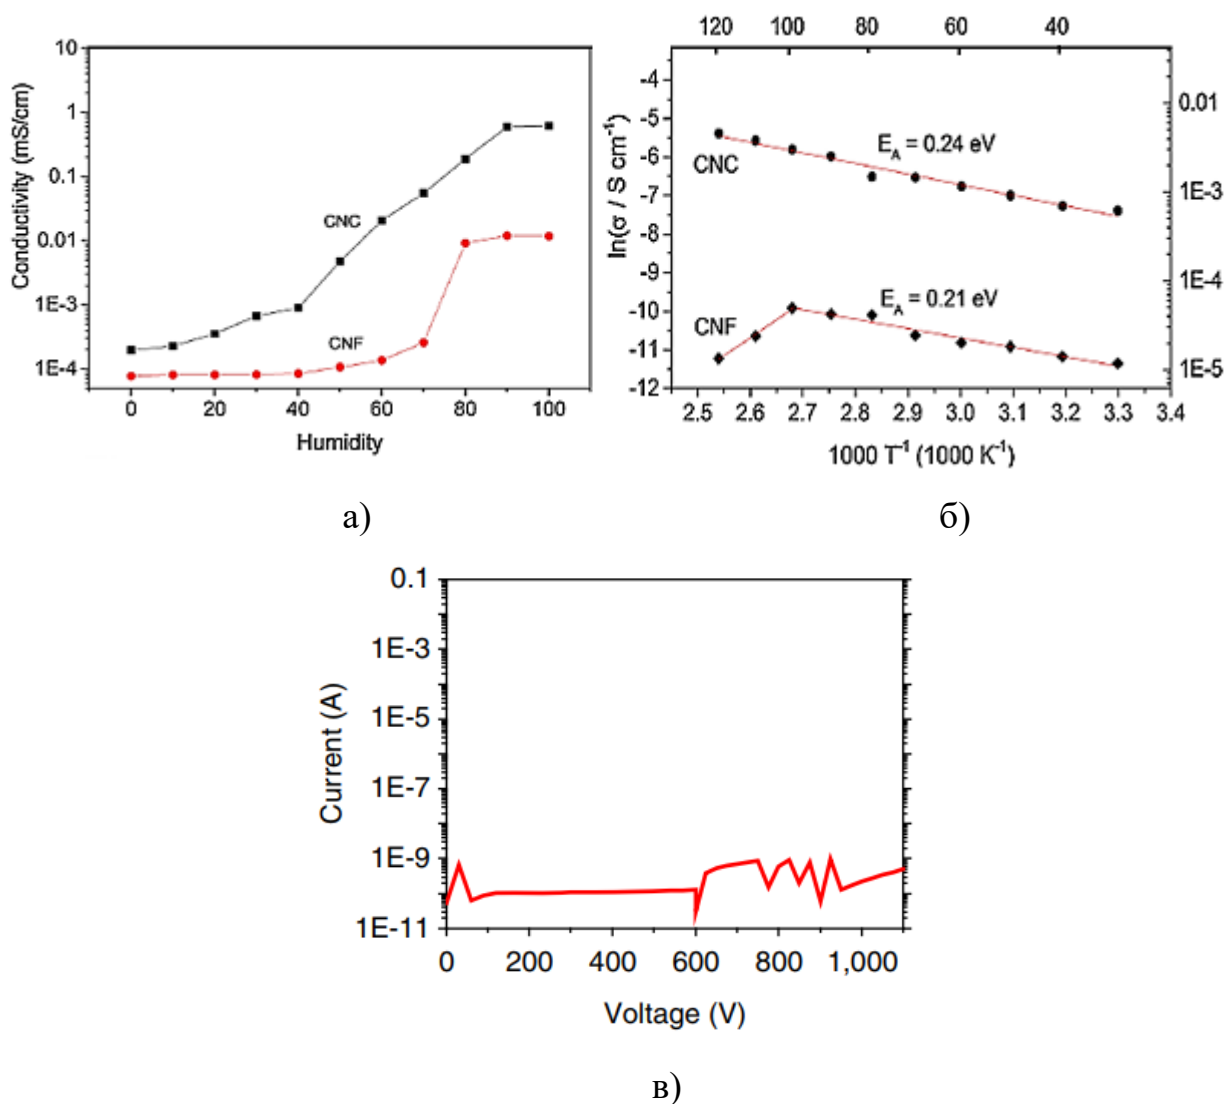 10
1
0.1
0.01
1E-3
1E-4
Conductivity (mS/cm)
CNC
CNF
0 20 40 60 80 100
Humidity
а)
120 100 80 60 40
-4
-5
-6
-7
-8
-9
-10
-11
-12
ln(σ / S cm⁻¹)
0.01
1E-3
1E-4
1E-5
E_A = 0.24 eV
CNC
E_A = 0.21 eV
CNF
2.5 2.6 2.7 2.8 2.9 3.0 3.1 3.2 3.3 3.4
1000 T⁻¹ (1000 K⁻¹)
б)
0.1
1E-3
1E-5
1E-7
1E-9
1E-11
Current (A)
0 200 400 600 800 1,000
Voltage (V)
в)